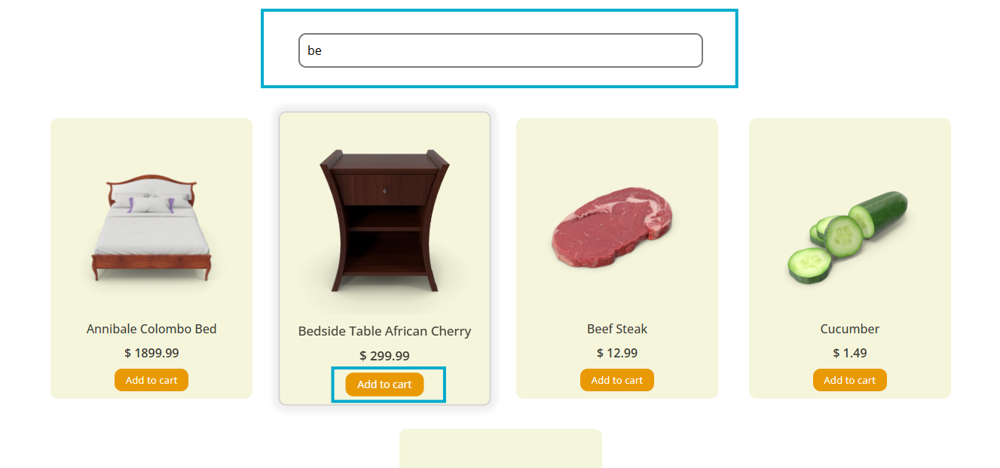 be
Annibale Colombo Bed
$ 1899.99
Add to cart
Bedside Table African Cherry
$ 299.99
Add to cart
Beef Steak
$ 12.99
Add to cart
Cucumber
$ 1.49
Add to cart